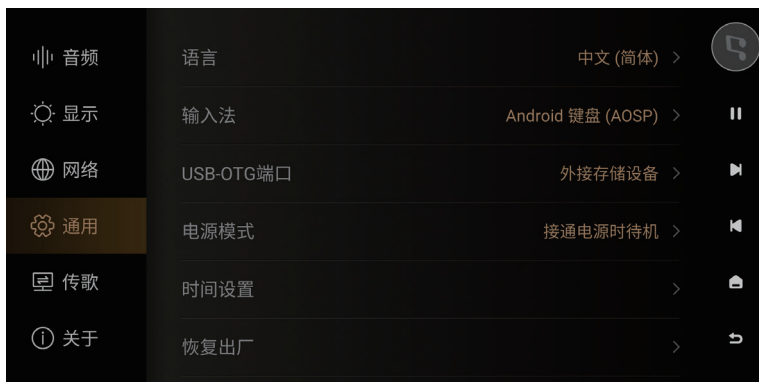 音频
显示
网络
通用
传歌
关于
语言 中文 (简体)
输入法 Android 键盘 (AOSP)
USB-OTG端口 外接存储设备
电源模式 接通电源时待机
时间设置
恢复出厂